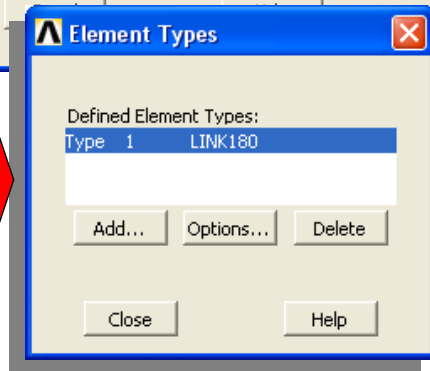 Element Types
Defined Element Types:
Type 1 LINK180
Add... Options... Delete
Close Help